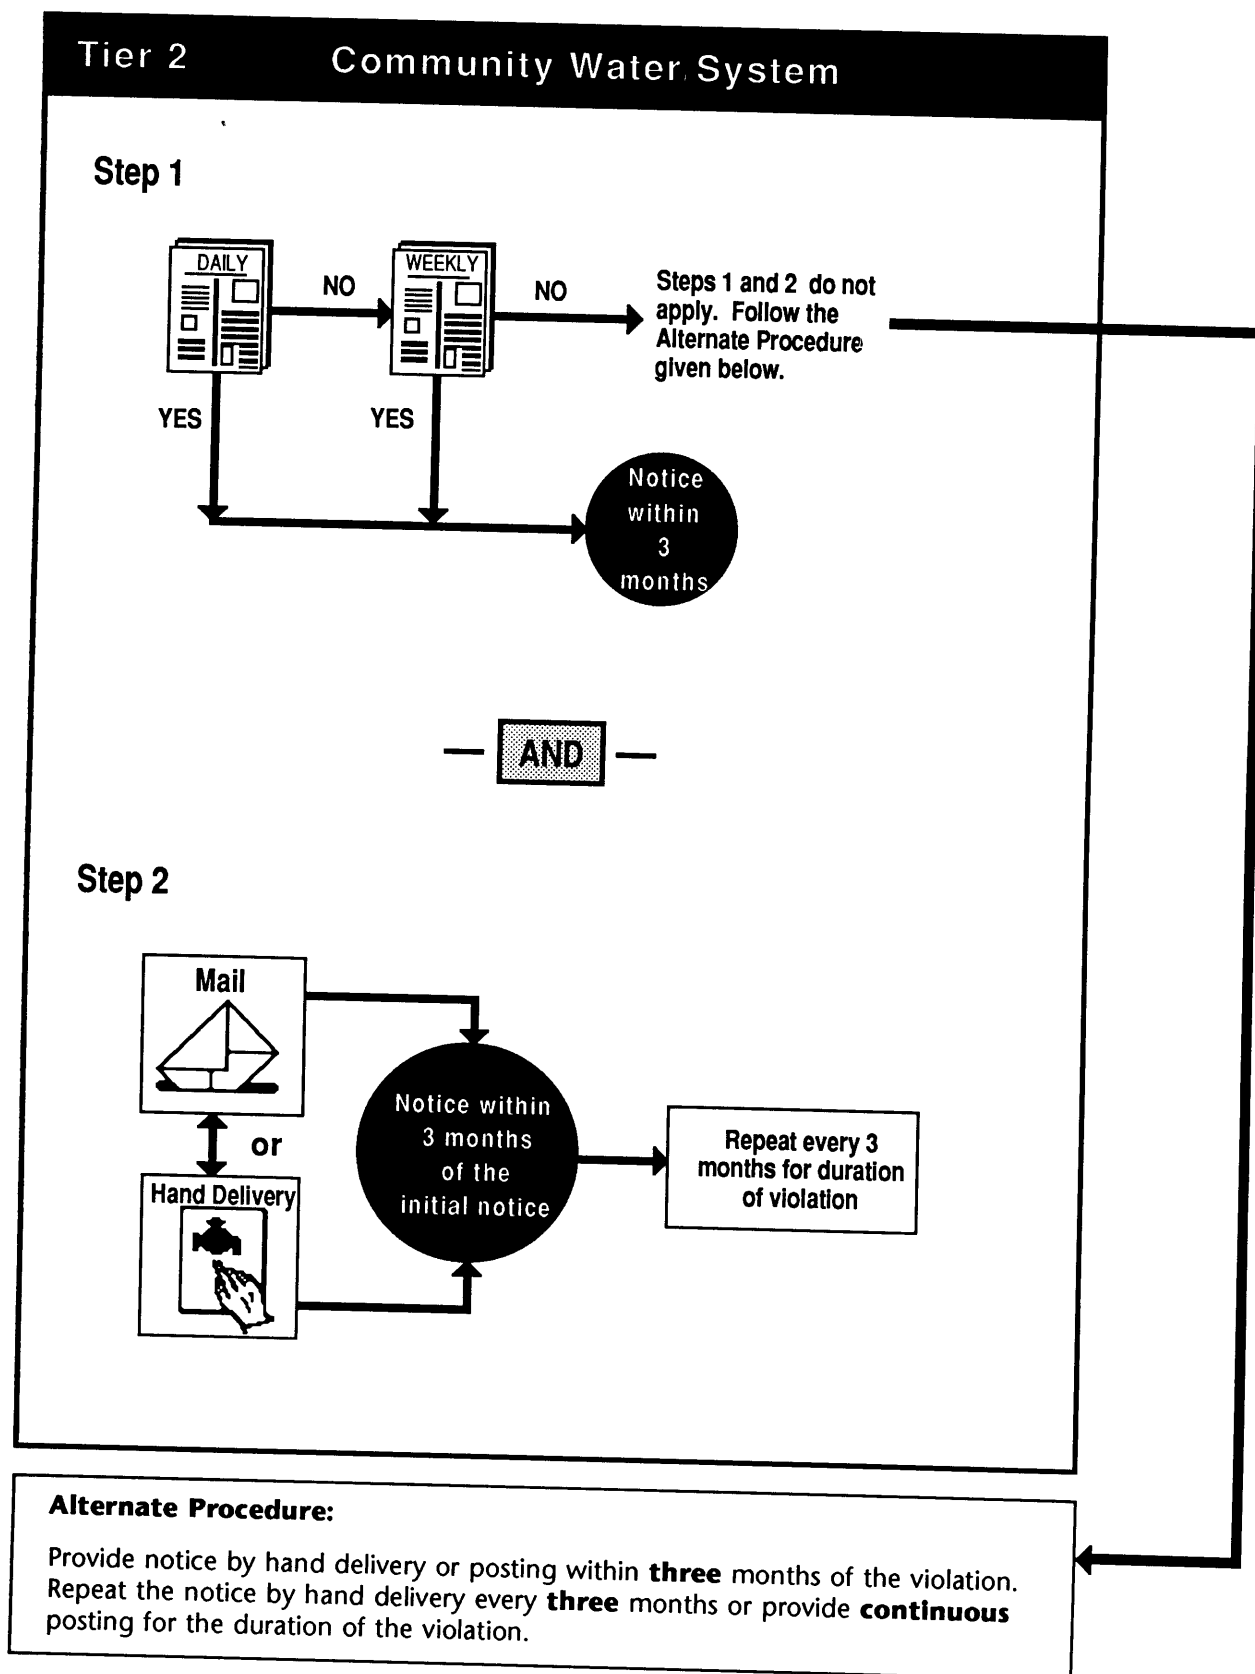 Tier 2 Community Water System
Step 1
DAILY
NO
WEEKLY
NO
Steps 1 and 2 do not
apply. Follow the
Alternate Procedure
given below.
YES
YES
Notice
within
3
months
AND
Step 2
Mail
or
Hand Delivery
Notice within
3 months
of the
initial notice
Repeat every 3
months for duration
of violation
Alternate Procedure:
Provide notice by hand delivery or posting within three months of the violation.
Repeat the notice by hand delivery every three months or provide continuous
posting for the duration of the violation.